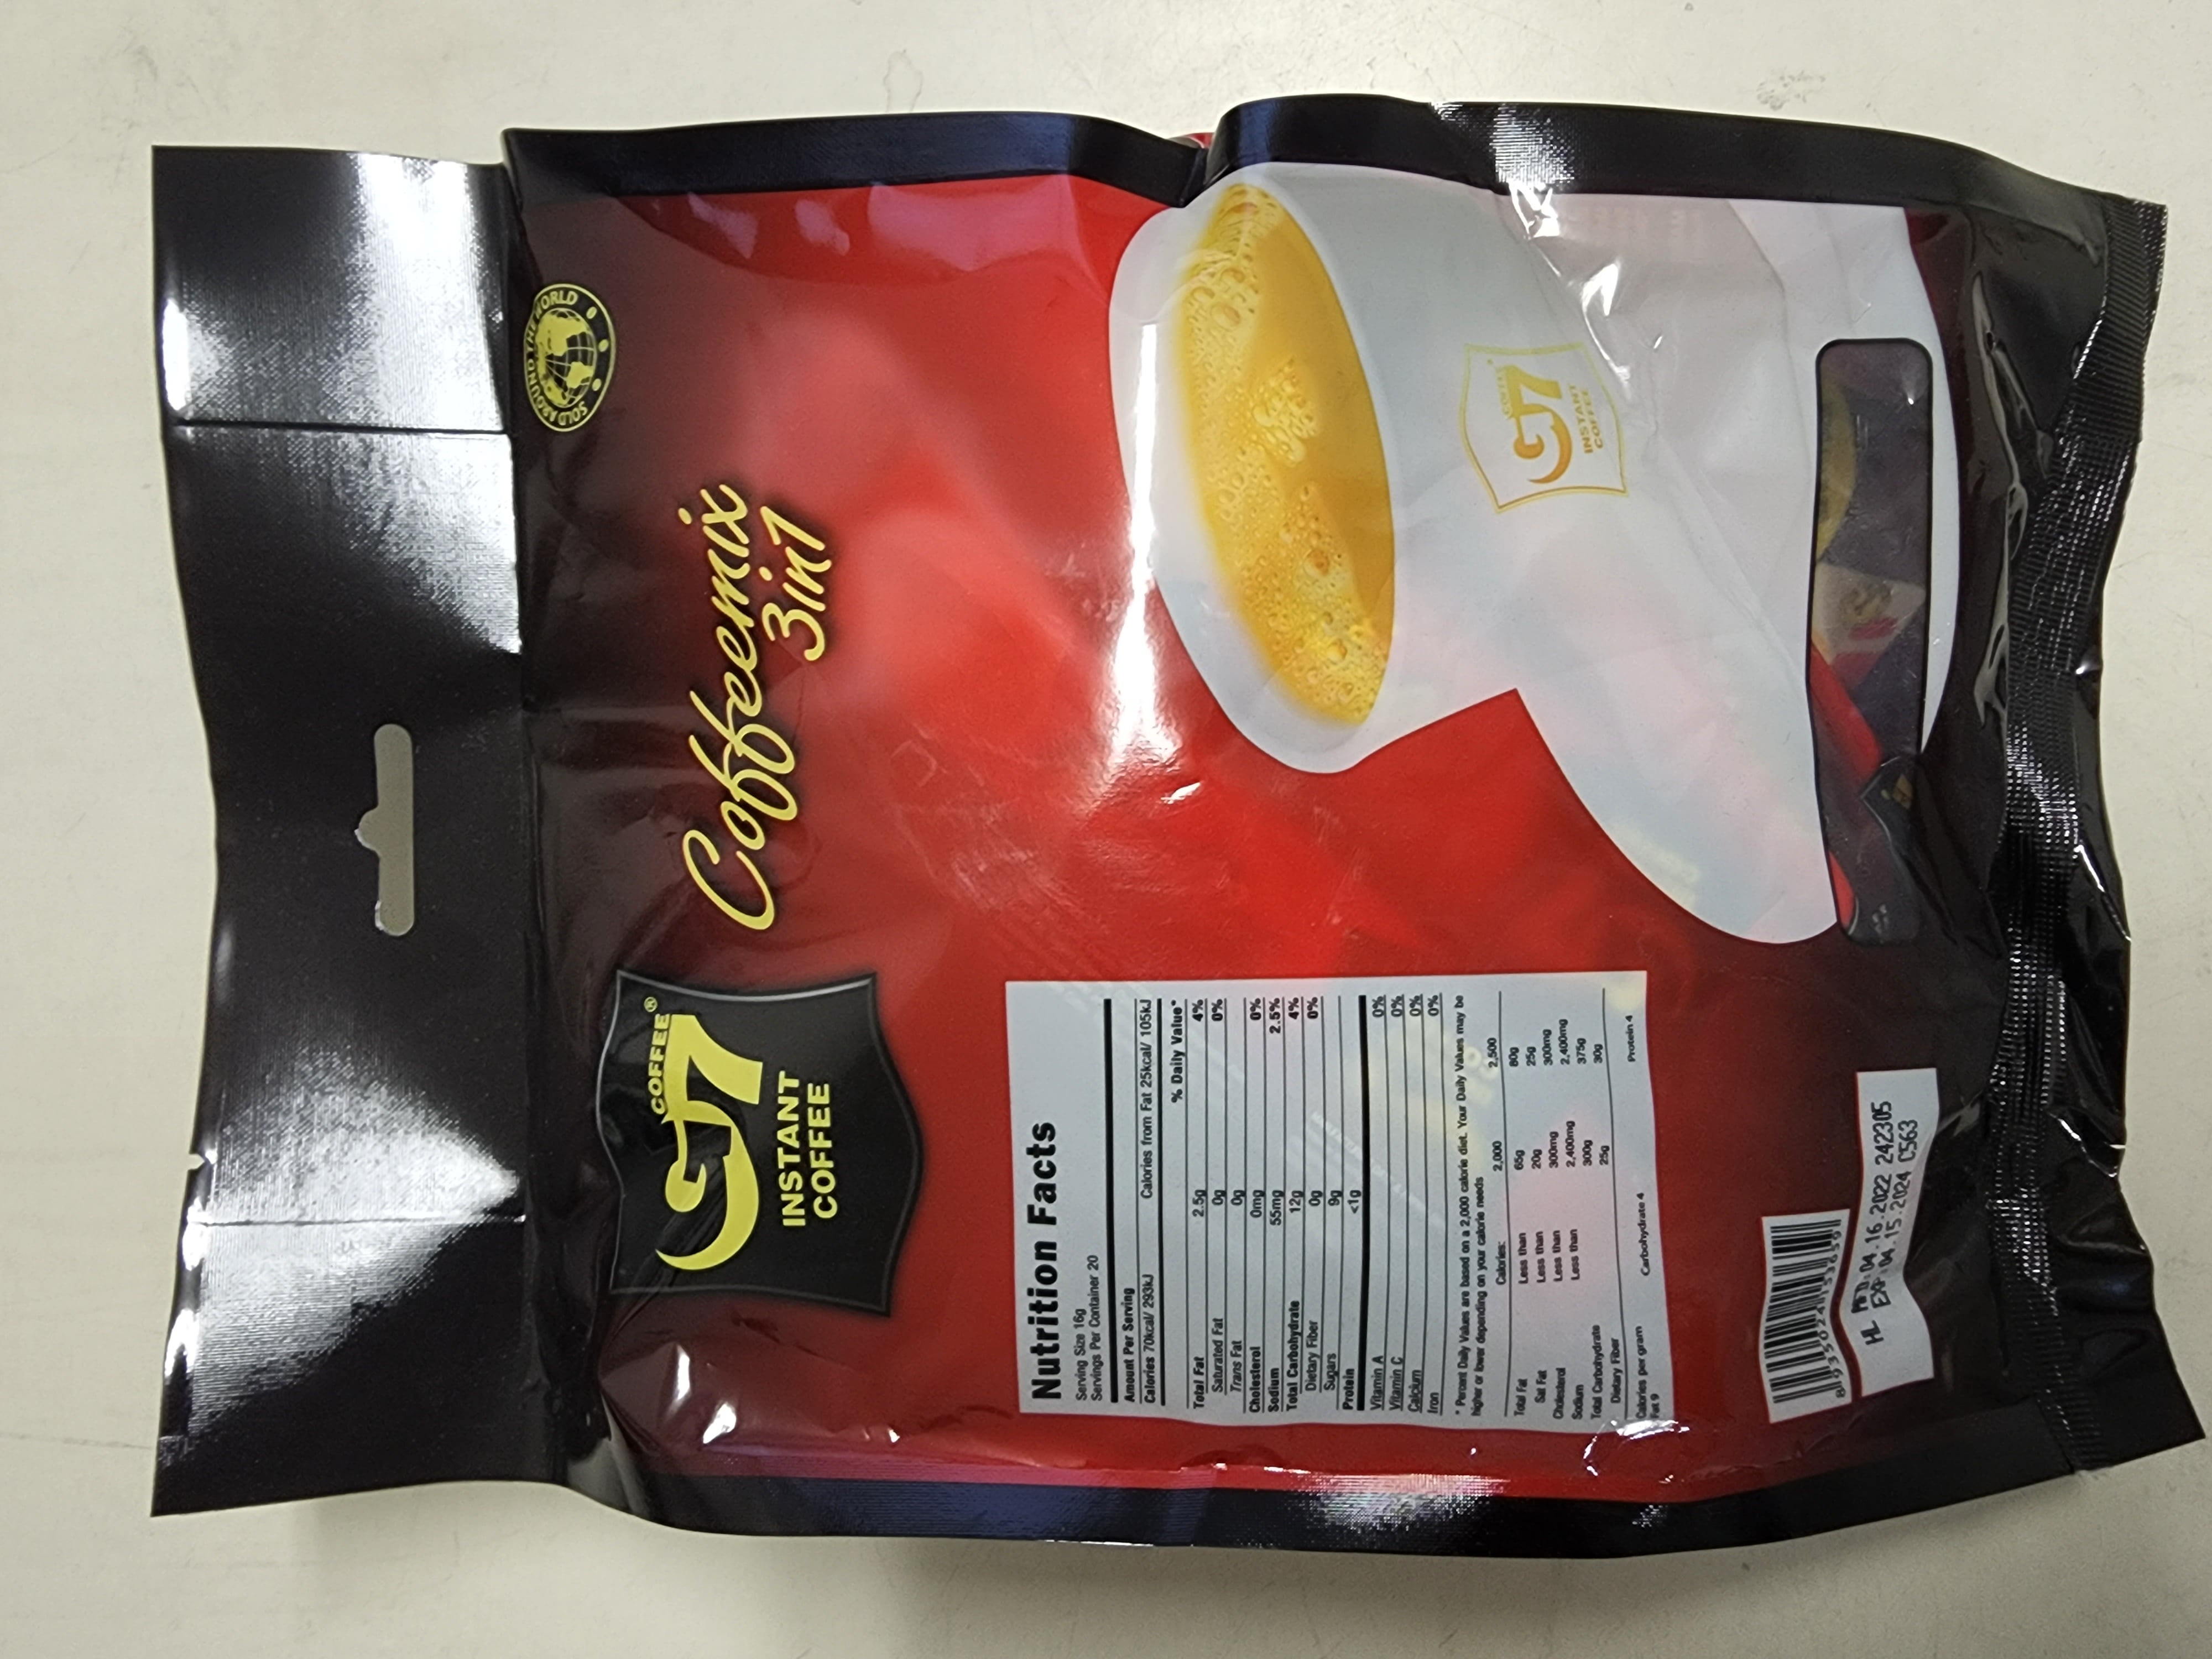 SOLD AROUND THE WORLD
COFFEE®
G7
INSTANT
COFFEE
Coffeemix
3in1
COFFEE
G7
INSTANT
COFFEE
Nutrition Facts
Serving Size 16g
Servings Per Container 20
Amount Per Serving
Calories 70kcal/ 293kJ Calories from Fat 25kcal/ 105kJ
% Daily Value*
Total Fat 2.5g 4%
Saturated Fat 0g 0%
Trans Fat 0g
Cholesterol 0mg 0%
Sodium 55mg 2.5%
Total Carbohydrate 12g 4%
Dietary Fiber 0g 0%
Sugars 9g
Protein <1g
Vitamin A 0%
Vitamin C 0%
Calcium 0%
Iron 0%
* Percent Daily Values are based on a 2,000 calorie diet. Your Daily Values may be
higher or lower depending on your calorie needs
Calories: 2,000 2,500
Total Fat Less than 65g 80g
Sat Fat Less than 20g 25g
Cholesterol Less than 300mg 300mg
Sodium Less than 2,400mg 2,400mg
Total Carbohydrate 300g 375g
Dietary Fiber 25g 30g
Calories per gram
Fat 9 Carbohydrate 4 Protein 4
HL 04.16.2022 242305
EXP:04.15.2024 C563